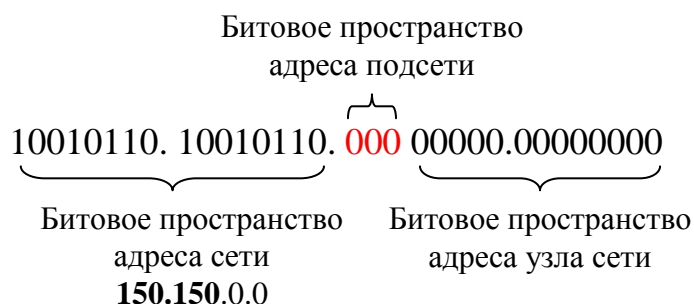 Битовое пространство
адреса подсети
10010110. 10010110. 000 00000.00000000
Битовое пространство
адреса сети
150.150.0.0
Битовое пространство
адреса узла сети